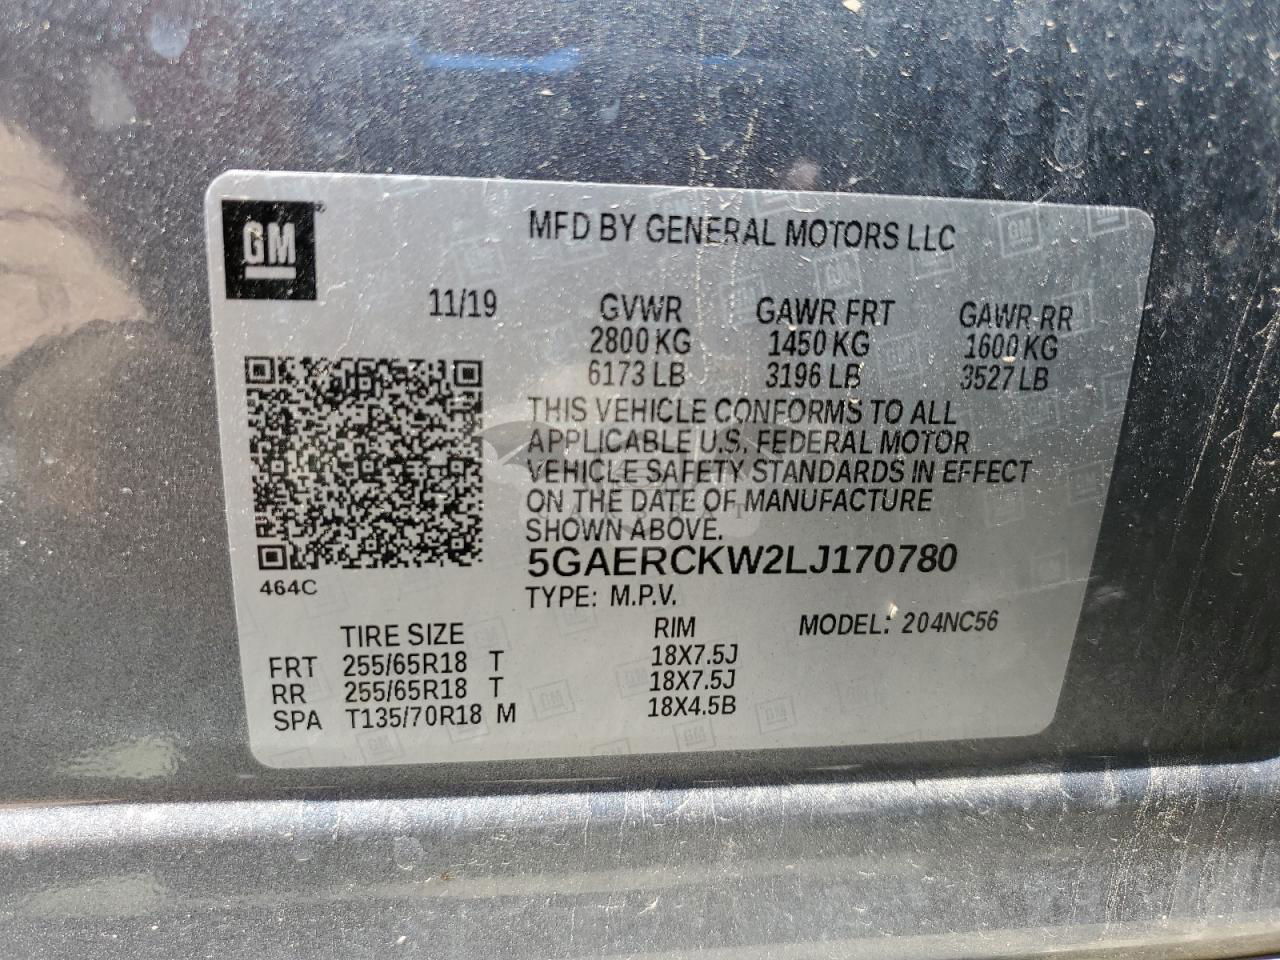 GM
MFD BY GENERAL MOTORS LLC
11/19 GVWR GAWR FRT GAWR RR
2800 KG 1450 KG 1600 KG
6173 LB 3196 LB 3527 LB
THIS VEHICLE CONFORMS TO ALL
APPLICABLE U.S. FEDERAL MOTOR
VEHICLE SAFETY STANDARDS IN EFFECT
ON THE DATE OF MANUFACTURE
SHOWN ABOVE.
5GAERCKW2LJ170780
464C
TYPE: M.P.V.
TIRE SIZE RIM MODEL: 204NC56
FRT 255/65R18 T 18X7.5J
RR 255/65R18 T 18X7.5J
SPA T135/70R18 M 18X4.5B